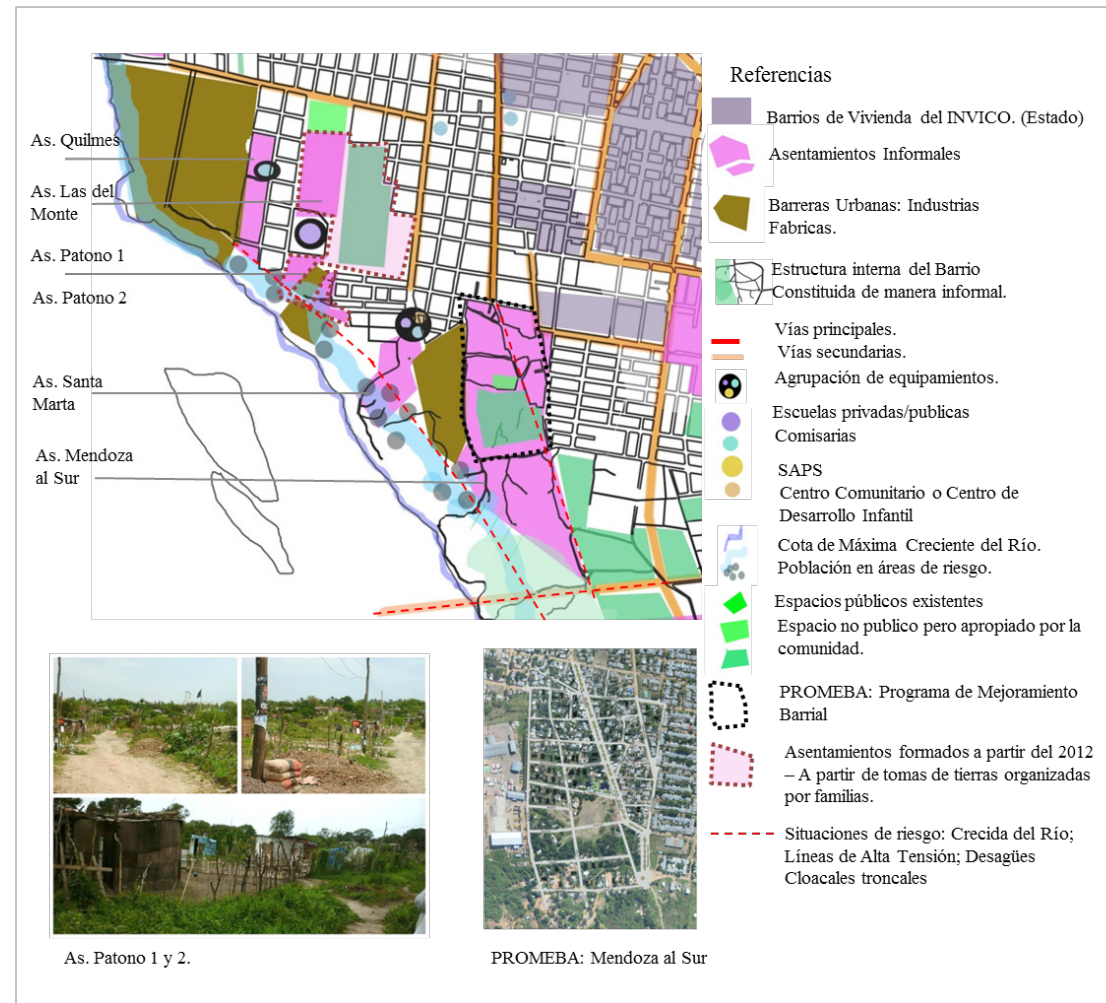 As. Quilmes
As. Las del
Monte
As. Patono 1
As. Patono 2
As. Santa
Marta
As. Mendoza
al Sur
Referencias
Barrios de Vivienda del INVICO. (Estado)
Asentamientos Informales
Barreras Urbanas: Industrias
Fabricas.
Estructura interna del Barrio
Constituida de manera informal.
Vías principales.
Vías secundarias.
Agrupación de equipamientos.
Escuelas privadas/publicas
Comisarias
SAPS
Centro Comunitario o Centro de
Desarrollo Infantil
Cota de Máxima Creciente del Río.
Población en áreas de riesgo.
Espacios públicos existentes
Espacio no publico pero apropiado por la
comunidad.
PROMEBA: Programa de Mejoramiento
Barrial
Asentamientos formados a partir del 2012
– A partir de tomas de tierras organizadas
por familias.
Situaciones de riesgo: Crecida del Río;
Líneas de Alta Tensión; Desagües
Cloacales troncales
As. Patono 1 y 2.
PROMEBA: Mendoza al Sur